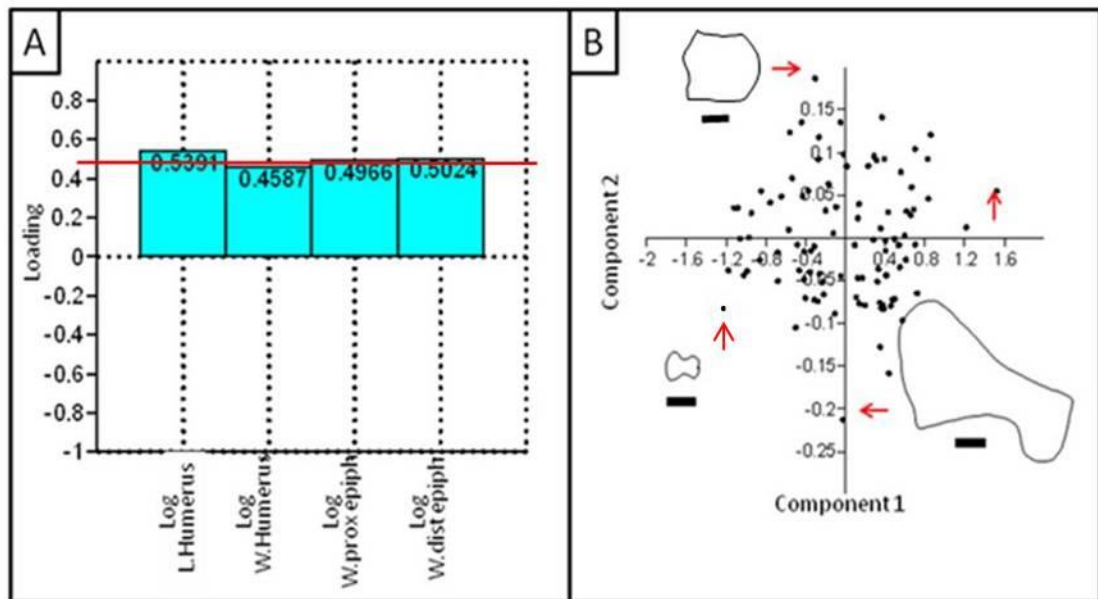 A
0.8
0.6
0.4
0.2
0
-0.2
-0.4
-0.6
-0.8
-1
Loading
0.5391
0.4587
0.4966
0.5024
Log
L.Humerus
Log
W.Humerus
Log
W.prox epiph
Log
W.dist epiph
B
Component 2
0.15
0.1
0.05
-2
-1.6
-1.2
-0.8
-0.4
0.4
0.8
1.2
1.6
-0.05
-0.1
-0.15
-0.2
-0.25
Component 1